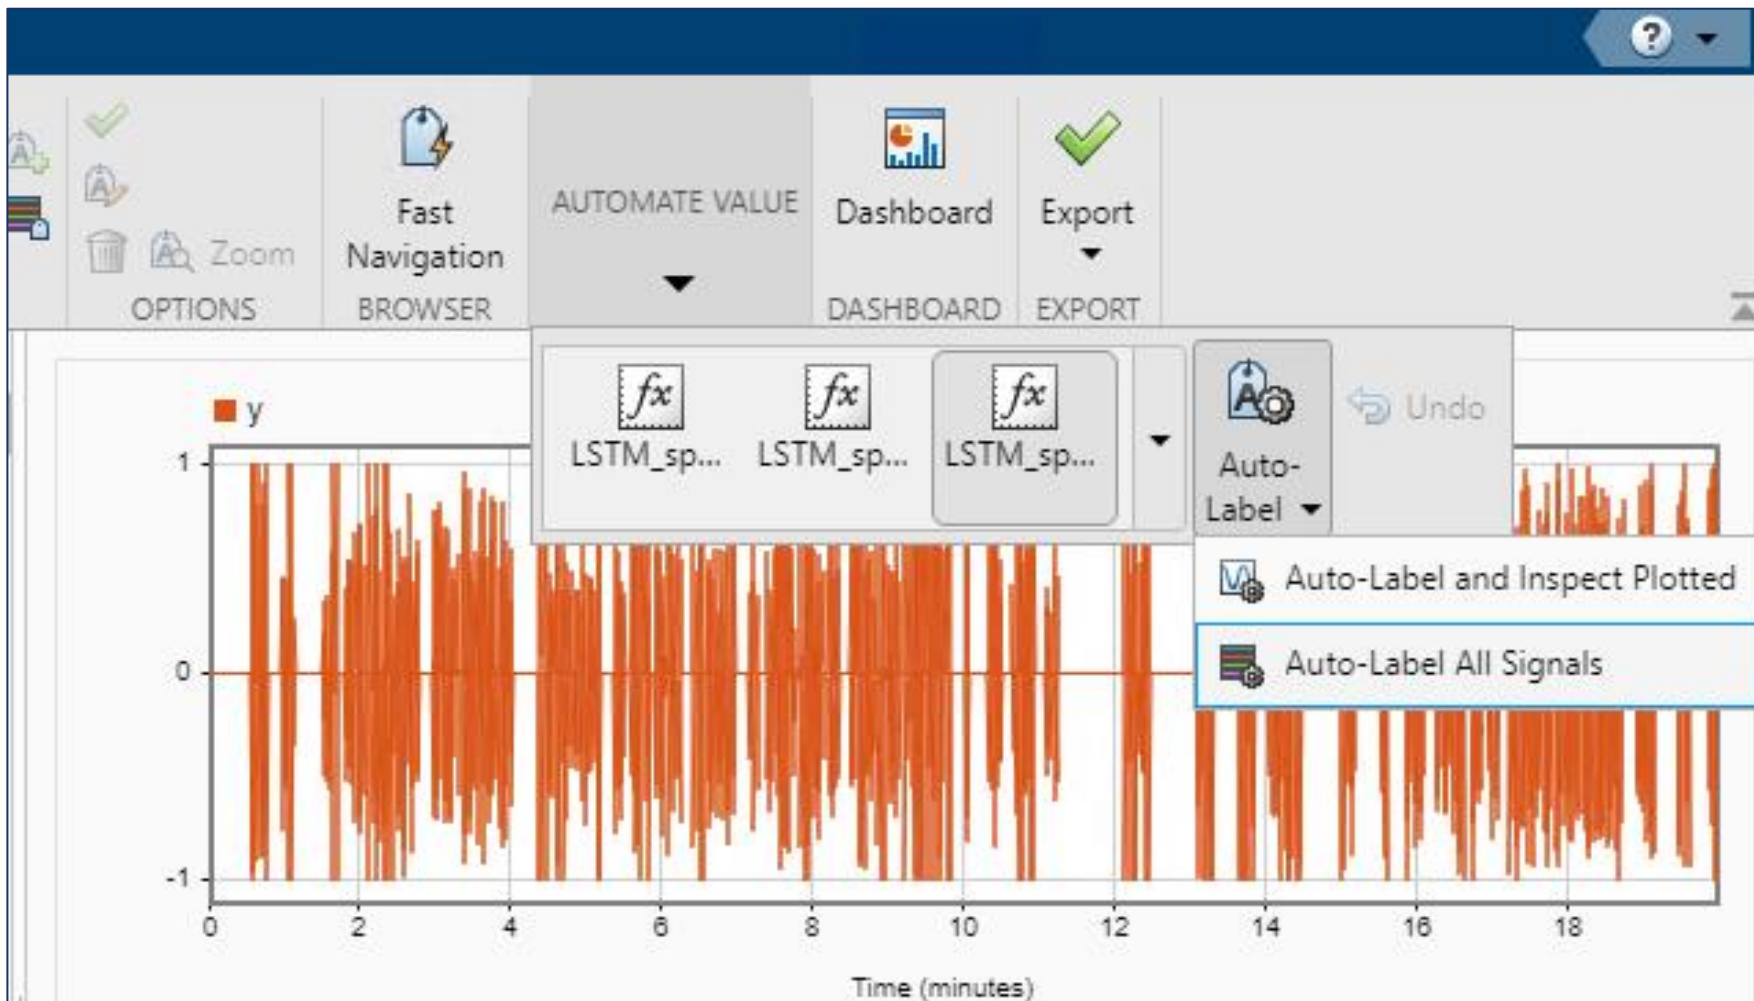 Zoom
OPTIONS
Fast
Navigation
BROWSER
AUTOMATE VALUE
Dashboard
DASHBOARD
Export
EXPORT
LSTM_sp...
LSTM_sp...
LSTM_sp...
Auto-
Label
Undo
Auto-Label and Inspect Plotted
Auto-Label All Signals
y
1
0
-1
0 2 4 6 8 10 12 14 16 18
Time (minutes)